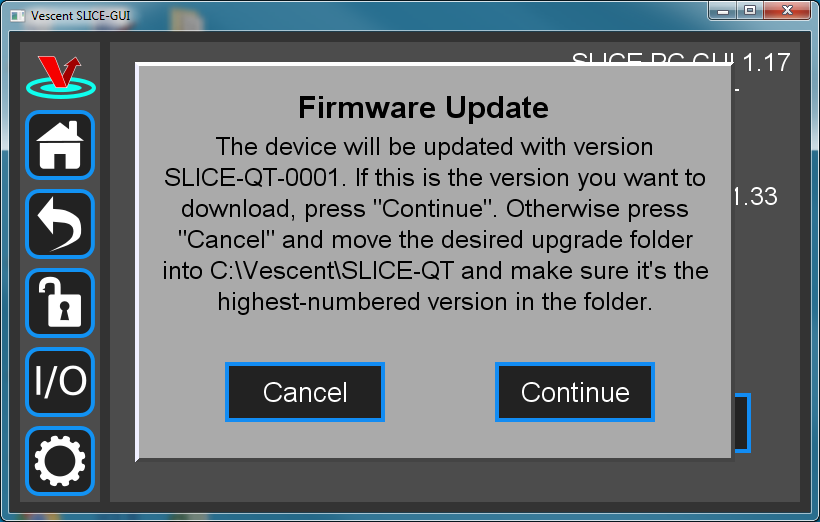 Vescent SLICE-GUI
SLICE PC GUI 1.17
Firmware Update
The device will be updated with version
SLICE-QT-0001. If this is the version you want to
download, press "Continue". Otherwise press
"Cancel" and move the desired upgrade folder
into C:\Vescent\SLICE-QT and make sure it's the
highest-numbered version in the folder.
1.33
Cancel
Continue
I/O